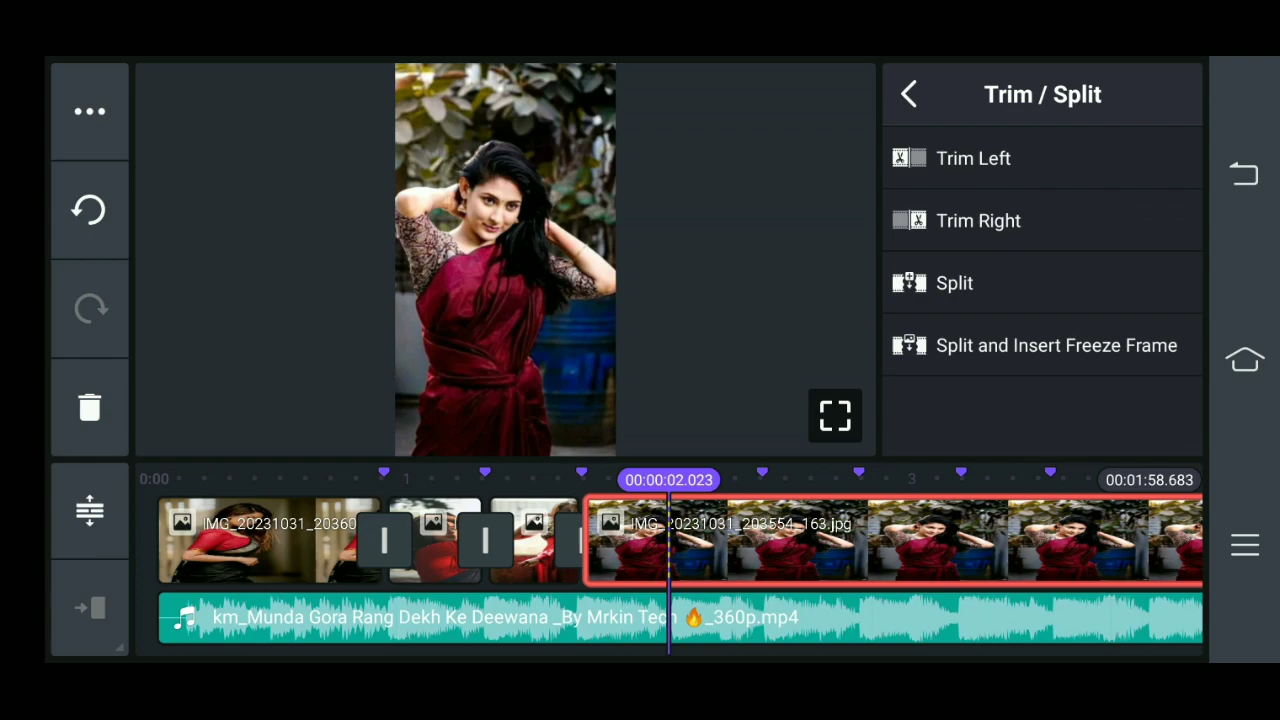 Trim / Split
Trim Left
Trim Right
Split
Split and Insert Freeze Frame
0:00
1
00:00:02.023
3
00:01:58.683
IMG_20231031_20360
IMG_20231031_203554_163.jpg
km_Munda Gora Rang Dekh Ke Deewana _By Mrkin Tech 🔥_360p.mp4